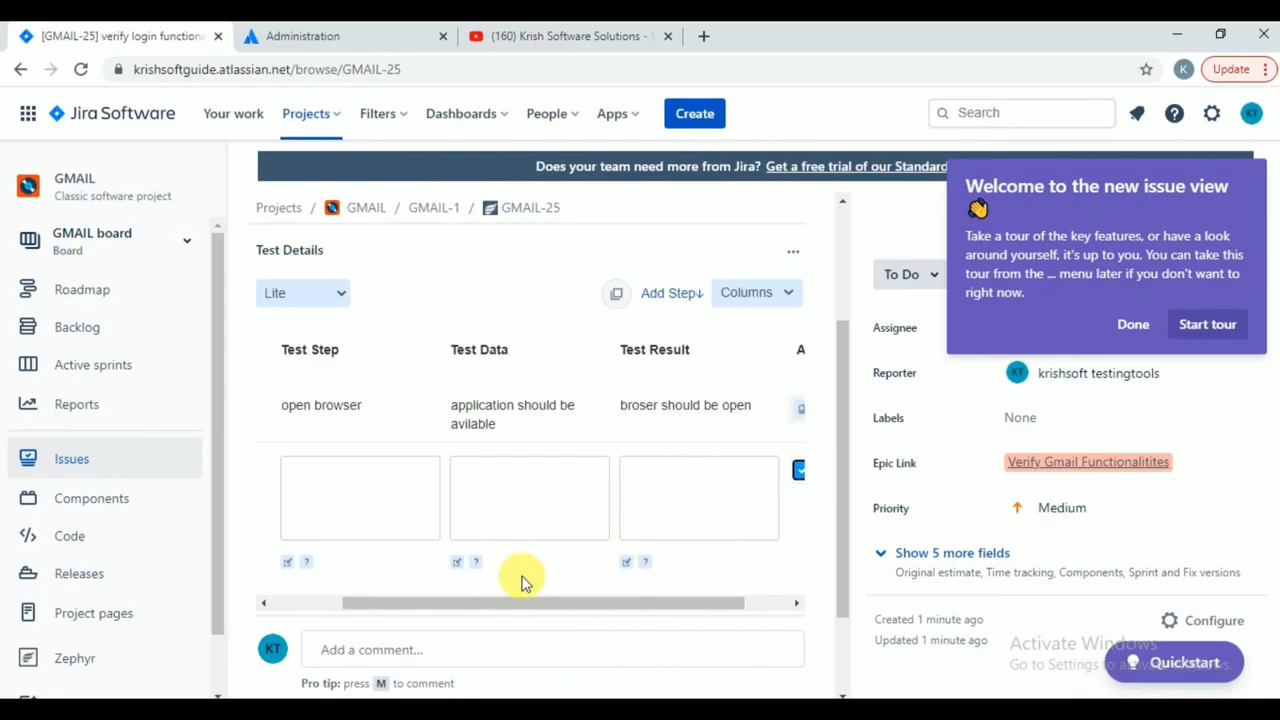 [GMAIL-25] verify login functiona
Administration
(160) Krish Software Solutions -
krishsoftguide.atlassian.net/browse/GMAIL-25
K
Update
Jira Software
Your work
Projects
Filters
Dashboards
People
Apps
Create
Search
KT
GMAIL
Classic software project
GMAIL board
Board
Roadmap
Backlog
Active sprints
Reports
Issues
Components
Code
Releases
Project pages
Zephyr
Does your team need more from Jira? Get a free trial of our Standard
Projects / GMAIL / GMAIL-1 / GMAIL-25
Test Details
Lite
Add Step↓
Columns
Test Step
Test Data
Test Result
A
open browser
application should be
avilable
broser should be open
?
?
?
KT
Add a comment...
Pro tip: press M to comment
Welcome to the new issue view
Take a tour of the key features, or have a look
around yourself, it's up to you. You can take this
tour from the ... menu later if you don't want to
right now.
Done
Start tour
To Do
Assignee
Reporter
KT
krishsoft testingtools
Labels
None
Epic Link
Verify Gmail Functionalitites
Priority
Medium
Show 5 more fields
Original estimate, Time tracking, Components, Sprint and Fix versions
Created 1 minute ago
Updated 1 minute ago
Configure
Activate Windows
Go to Settings to
Quickstart